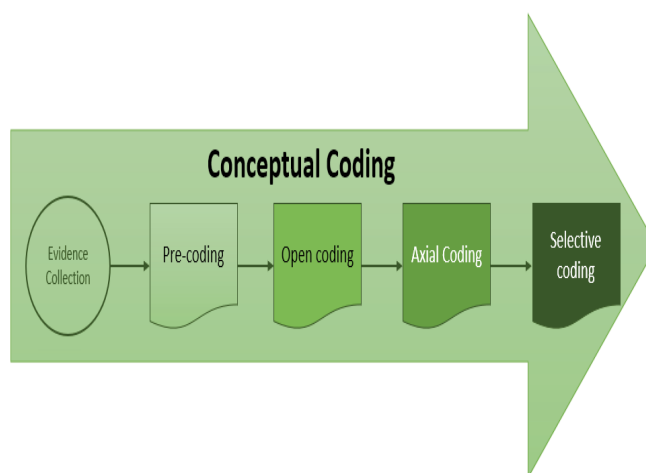 Conceptual Coding
Evidence
Collection
Pre-coding
Open coding
Axial Coding
Selective
coding